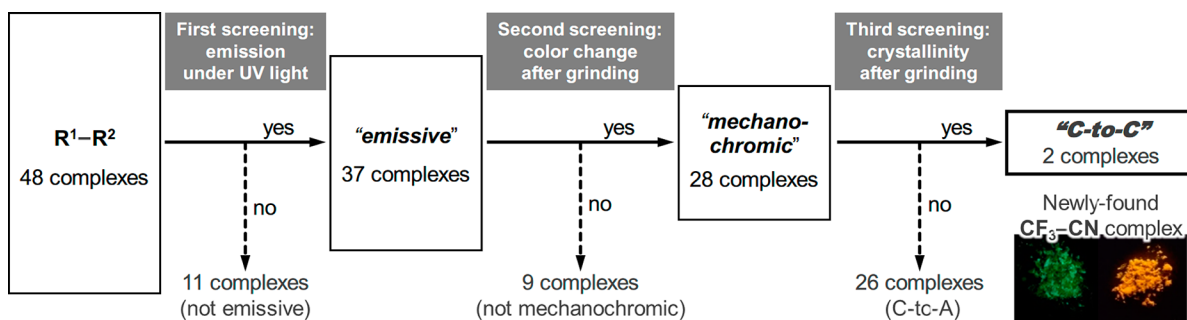 First screening:
emission
under UV light
Second screening:
color change
after grinding
Third screening:
crystallinity
after grinding
R¹–R²
48 complexes
yes
no
11 complexes
(not emissive)
“emissive”
37 complexes
yes
no
9 complexes
(not mechanochromic)
“mechano-
chromic”
28 complexes
yes
no
26 complexes
(C-tc-A)
“C-to-C”
2 complexes
Newly-found
CF₃–CN complex